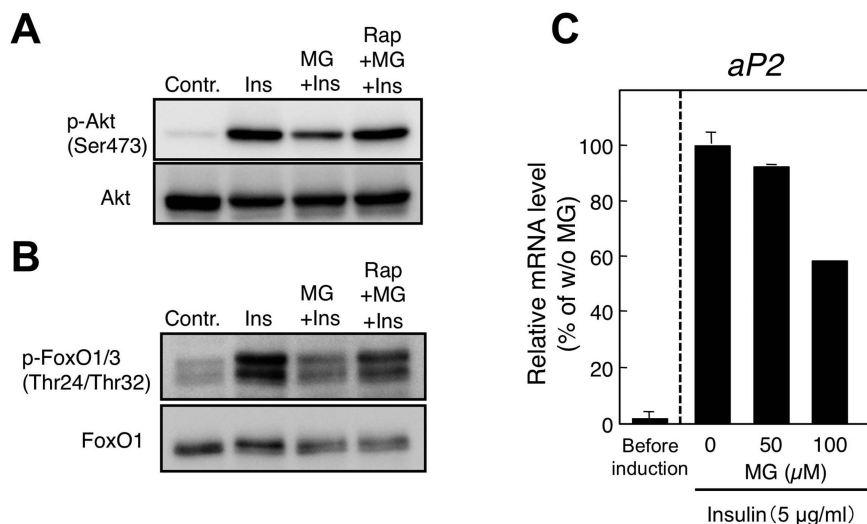 A
Contr.
Ins
MG
+Ins
Rap
+MG
+Ins
p-Akt
(Ser473)
Akt
B
Contr.
Ins
MG
+Ins
Rap
+MG
+Ins
p-FoxO1/3
(Thr24/Thr32)
FoxO1
C
aP2
Relative mRNA level
(% of w/o MG)
100
80
60
40
20
0
Before
induction
0 50 100
MG (µM)
Insulin (5 µg/ml)